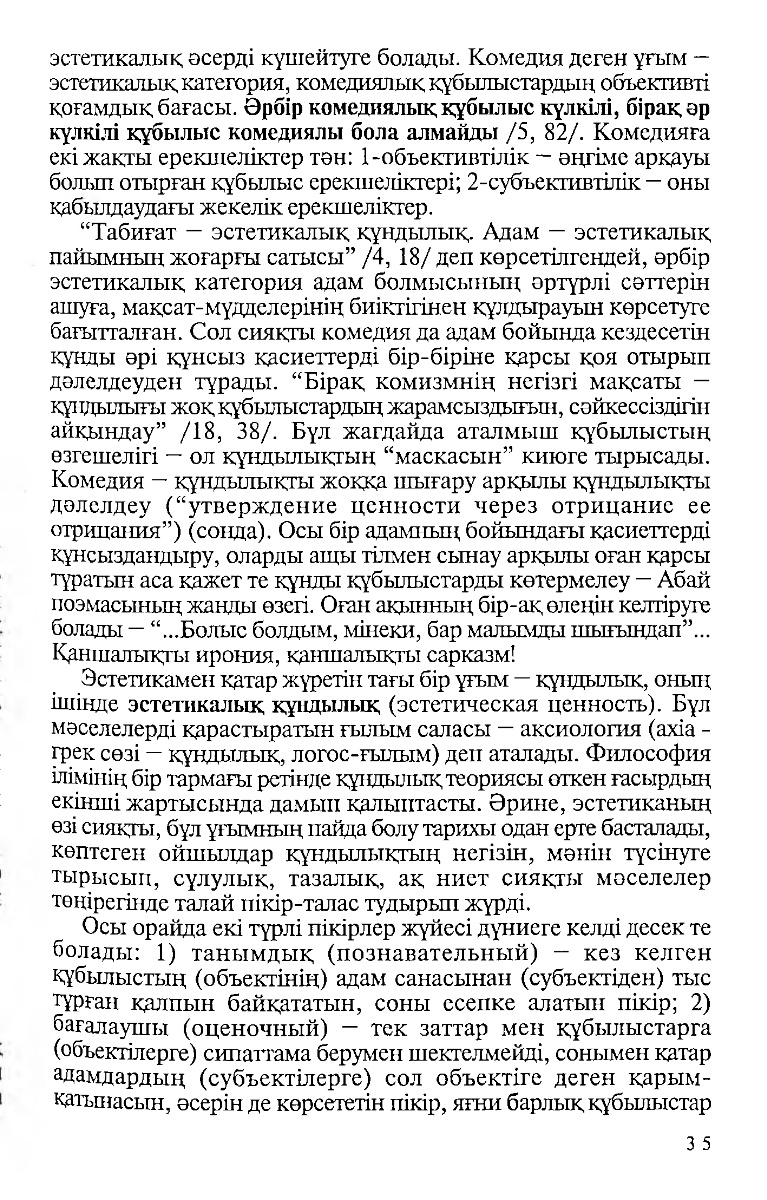 эстетикалық әсерді күшейтуге болады. Комедия деген ұғым –
эстетикалық категория, комедиялық құбылыстардың объективті
қоғамдық бағасы. Әрбір комедиялық құбылыс күлкілі, бірақ әр
күлкілі құбылыс комедиялы бола алмайды /5, 82/. Комедияға
екі жақты ерекшеліктер тән: 1-объективтілік – әңгіме арқауы
болып отырған құбылыс ерекшеліктері; 2-субъективтілік – оны
қабылдаудағы жекелік ерекшеліктер.
“Табиғат – эстетикалық құндылық. Адам – эстетикалық
пайымның жоғарғы сатысы” /4, 18/ деп көрсетілгендей, әрбір
эстетикалық категория адам болмысының әртүрлі сәттерін
ашуға, мақсат-мүдделерінің биіктігінен құлдырауын көрсетуге
бағытталған. Сол сияқты комедия да адам бойында кездесетін
құнды әрі құнсыз қасиеттерді бір-біріне қарсы қоя отырып
дәлелдеуден тұрады. “Бірақ комизмнің негізгі мақсаты –
құндылығы жоқ құбылыстардың жарамсыздығын, сәйкессіздігін
айқындау” /18, 38/. Бұл жағдайда аталмыш құбылыстың
өзгешелігі – ол құндылықтың “маскасын” киюге тырысады.
Комедия – құндылықты жоққа шығару арқылы құндылықты
дәлелдеу (“утверждение ценности через отрицание ее
отрицания”) (сонда). Осы бір адамның бойындағы қасиеттерді
құнсыздандыру, оларды ащы тілмен сынау арқылы оған қарсы
тұратын аса қажет те құнды құбылыстарды көтермелеу – Абай
поэмасының жанды өзегі. Оған ақынның бір-ақ өлеңін келтіруге
болады – “...Болыс болдым, мінеки, бар малымды шығындап”...
Қаншалықты ирония, қаншалықты сарказм!
Эстетикамен қатар жүретін тағы бір ұғым – құндылық, оның
ішінде эстетикалық құндылық (эстетическая ценность). Бұл
мәселелерді қарастыратын ғылым саласы – аксиология (axia -
грек сөзі – құндылық, логос-ғылым) деп аталады. Философия
ілімінің бір тармағы ретінде құндылық теориясы өткен ғасырдың
екінші жартысында дамып қалыптасты. Әрине, эстетиканың
өзі сияқты, бұл ұғымның пайда болу тарихы одан ерте басталады,
көптеген ойшылдар құндылықтың негізін, мәнін түсінуге
тырысып, сұлулық, тазалық, ақ ниет сияқты мәселелер
төңірегінде талай пікір-талас тудырып жүрді.
Осы орайда екі түрлі пікірлер жүйесі дүниеге келді десек те
болады: 1) танымдық (познавательный) – кез келген
құбылыстың (объектінің) адам санасынан (субъектіден) тыс
тұрған қалпын байқататын, соны есепке алатын пікір; 2)
бағалаушы (оценочный) – тек заттар мен құбылыстарға
(объектілерге) сипаттама берумен шектелмейді, сонымен қатар
адамдардың (субъектілерге) сол объектіге деген қарым-
қатынасын, әсерін де көрсететін пікір, яғни барлық құбылыстар
35